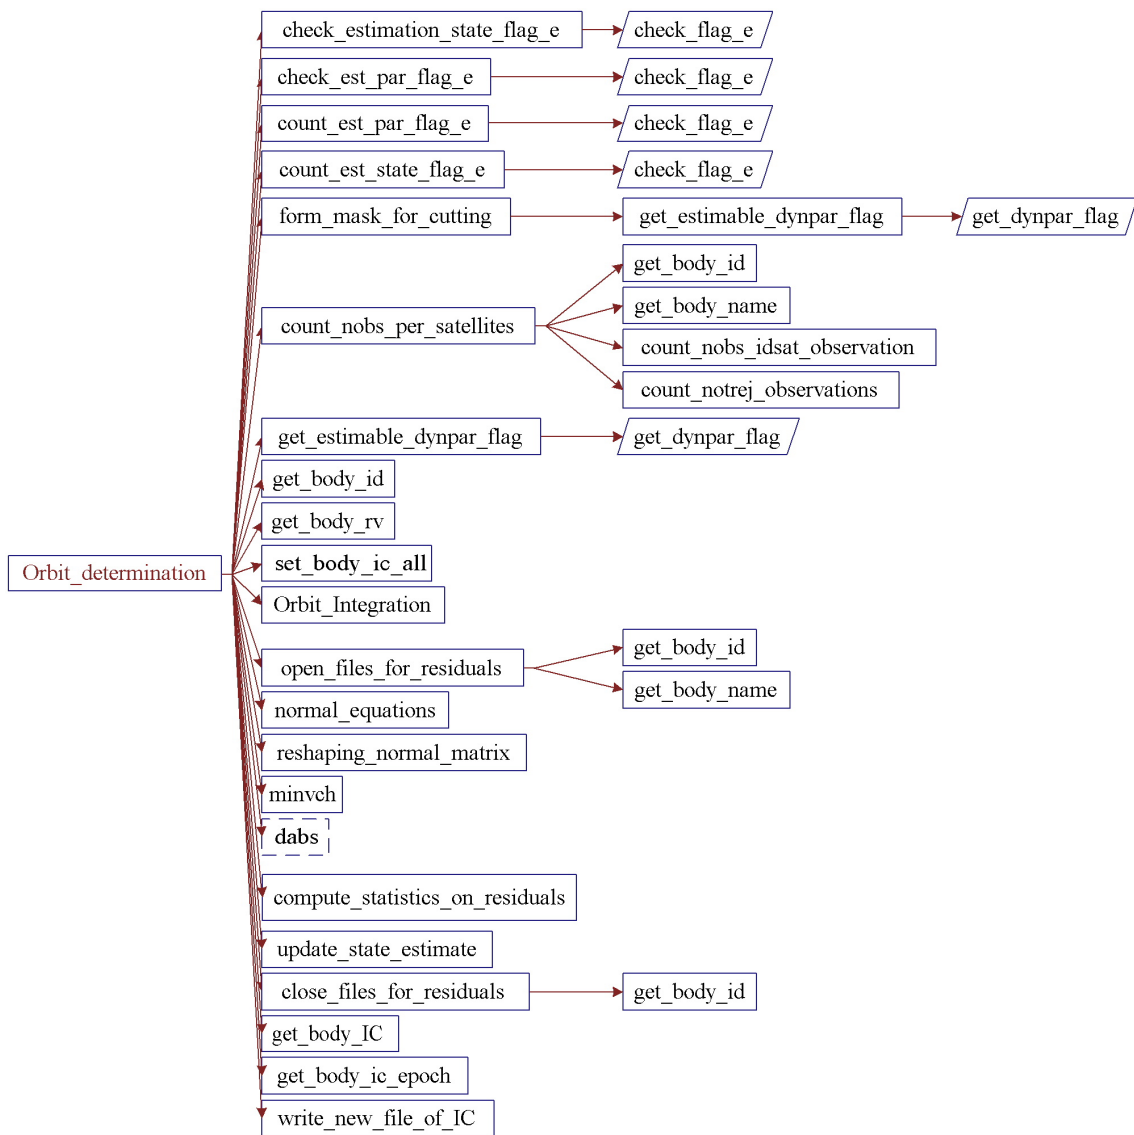 check_estimation_state_flag_e
check_flag_e
check_est_par_flag_e
check_flag_e
count_est_par_flag_e
check_flag_e
count_est_state_flag_e
check_flag_e
form_mask_for_cutting
get_estimable_dynpar_flag
get_dynpar_flag
get_body_id
get_body_name
count_nobs_per_satellites
count_nobs_idsat_observation
count_notrej_observations
get_estimable_dynpar_flag
get_dynpar_flag
get_body_id
get_body_rv
set_body_ic_all
Orbit_determination
Orbit_Integration
get_body_id
open_files_for_residuals
get_body_name
normal_equations
reshaping_normal_matrix
minvch
dabs
compute_statistics_on_residuals
update_state_estimate
close_files_for_residuals
get_body_id
get_body_IC
get_body_ic_epoch
write_new_file_of_IC